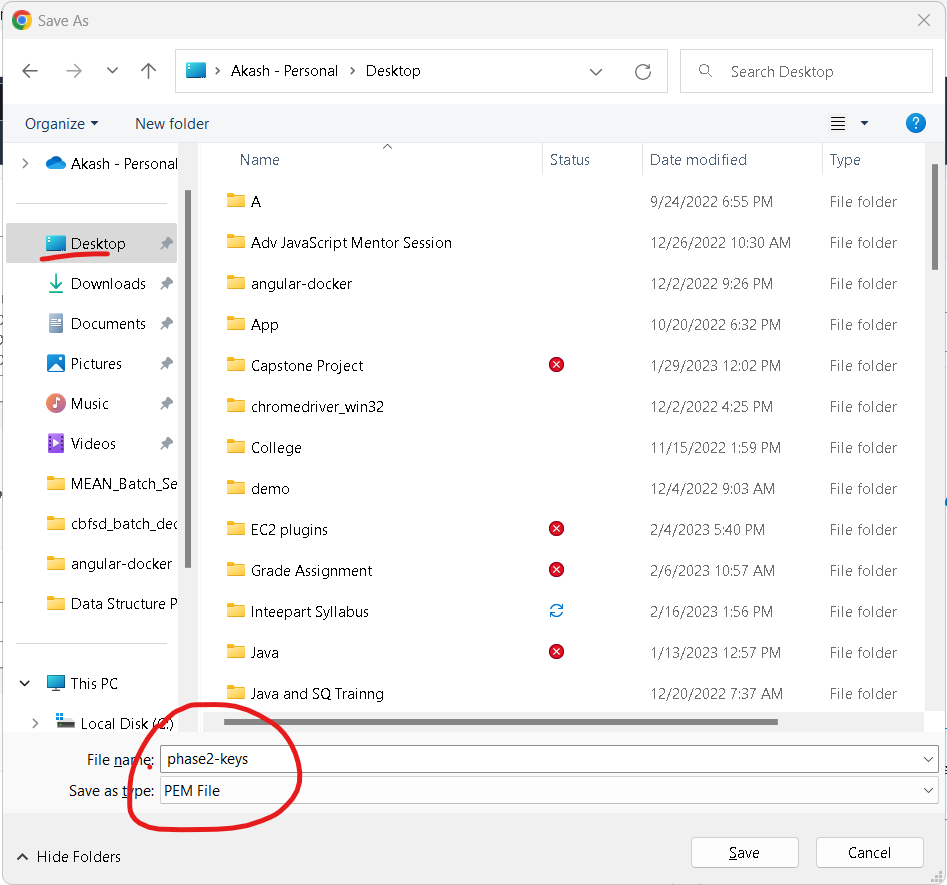 Save As
Akash - Personal > Desktop
Search Desktop
Organize
New folder
?
Akash - Personal
Desktop
Downloads
Documents
Pictures
Music
Videos
MEAN_Batch_Se
cbfsd_batch_dec
angular-docker
Data Structure P
This PC
Local Disk (C:)
Name Status Date modified Type
A 9/24/2022 6:55 PM File folder
Adv JavaScript Mentor Session 12/26/2022 10:30 AM File folder
angular-docker 12/2/2022 9:26 PM File folder
App 10/20/2022 6:32 PM File folder
Capstone Project 1/29/2023 12:02 PM File folder
chromedriver_win32 12/2/2022 4:25 PM File folder
College 11/15/2022 1:59 PM File folder
demo 12/4/2022 9:03 AM File folder
EC2 plugins 2/4/2023 5:40 PM File folder
Grade Assignment 2/6/2023 10:57 AM File folder
Inteepart Syllabus 2/16/2023 1:56 PM File folder
Java 1/13/2023 12:57 PM File folder
Java and SQ Trainng 12/20/2022 7:37 AM File folder
File name: phase2-keys
Save as type: PEM File
Hide Folders
Save
Cancel